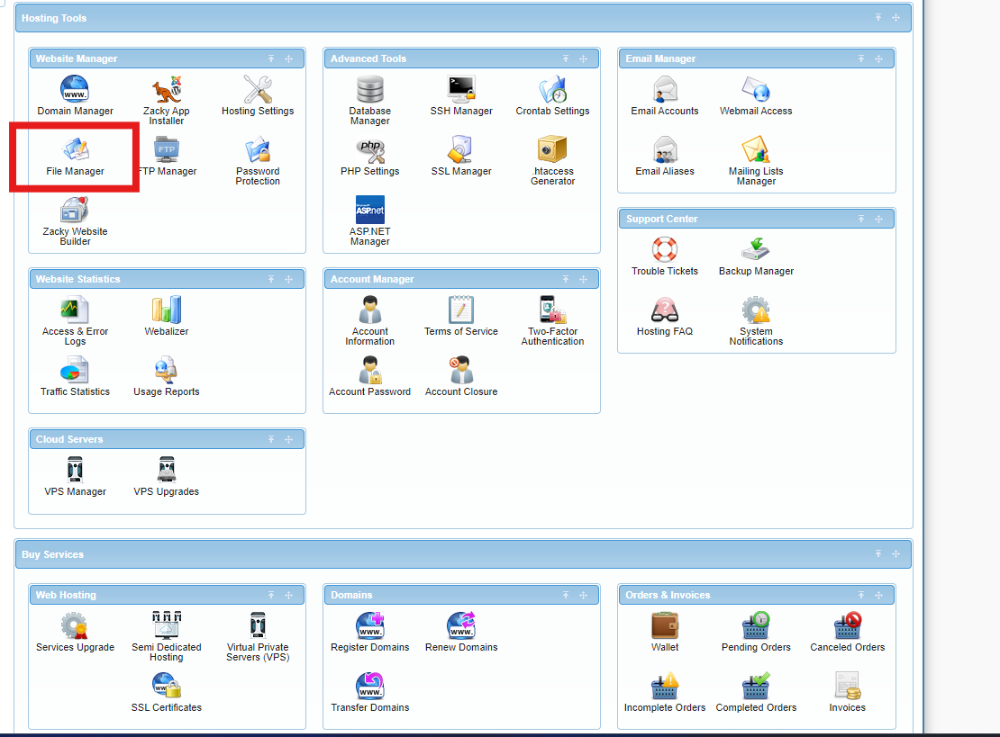 Hosting Tools
Website Manager
Domain Manager
Zacky App
Installer
Hosting Settings
File Manager
FTP Manager
Password
Protection
Zacky Website
Builder
Advanced Tools
Database
Manager
SSH Manager
Crontab Settings
php
PHP Settings
SSL Manager
.htaccess
Generator
ASP.net
ASP.NET
Manager
Email Manager
Email Accounts
Webmail Access
Email Aliases
Mailing Lists
Manager
Support Center
Trouble Tickets
Backup Manager
Hosting FAQ
System
Notifications
Website Statistics
Access & Error
Logs
Webalizer
Traffic Statistics
Usage Reports
Account Manager
Account
Information
Terms of Service
Two-Factor
Authentication
Account Password
Account Closure
Cloud Servers
VPS Manager
VPS Upgrades
Buy Services
Web Hosting
Services Upgrade
Semi Dedicated
Hosting
Virtual Private
Servers (VPS)
SSL Certificates
Domains
Register Domains
Renew Domains
Transfer Domains
Orders & Invoices
Wallet
Pending Orders
Canceled Orders
Incomplete Orders
Completed Orders
Invoices